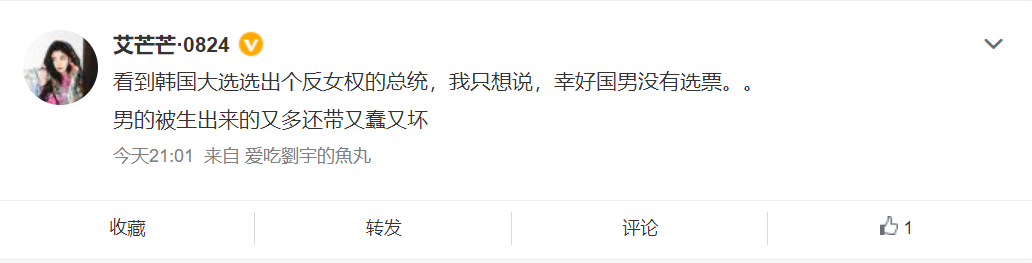 艾芒芒·0824
看到韩国大选选出个反女权的总统，我只想说，幸好国男没有选票。。
男的被生出来的又多还带又蠢又坏
今天21:01 来自 爱吃劉宇的魚丸
收藏 转发 评论 1